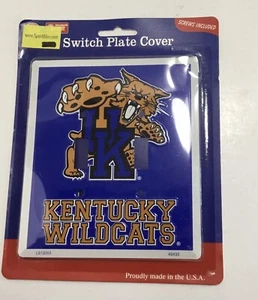 SCREWS INCLUDED
Switch Plate Cover
UK
KENTUCKY
WILDCATS
Proudly made in the U.S.A.